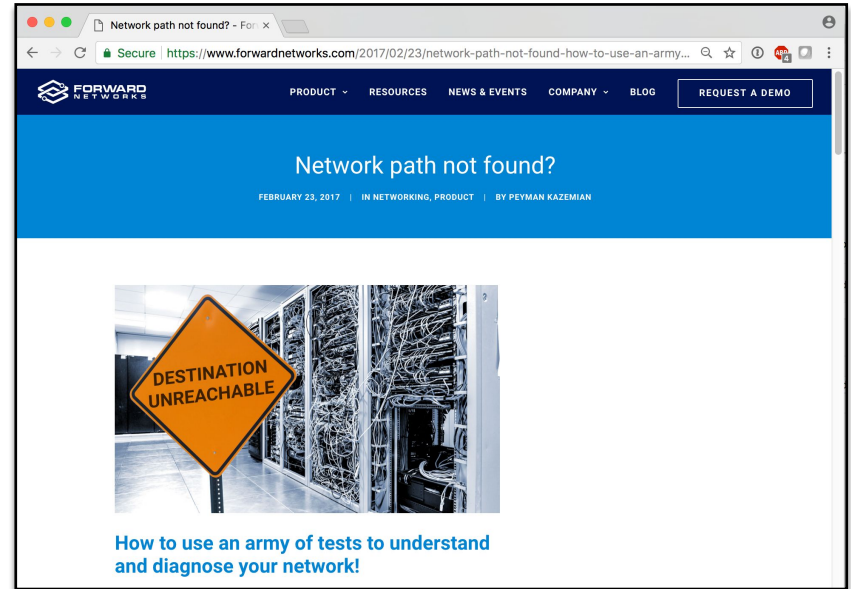 Network path not found? - For
Secure https://www.forwardnetworks.com/2017/02/23/network-path-not-found-how-to-use-an-army...
ABP
4
FORWARD
NETWORKS
PRODUCT RESOURCES NEWS & EVENTS COMPANY BLOG REQUEST A DEMO
Network path not found?
FEBRUARY 23, 2017 | IN NETWORKING, PRODUCT | BY PEYMAN KAZEMIAN
DESTINATION
UNREACHABLE
How to use an army of tests to understand
and diagnose your network!